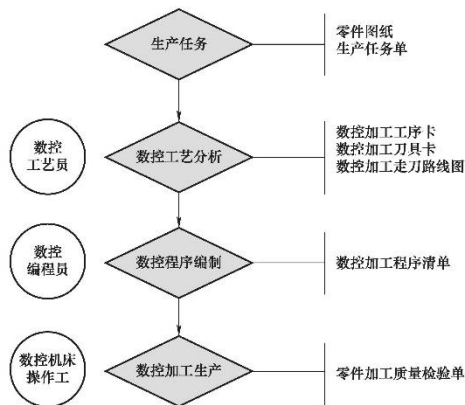 生产任务
零件图纸
生产任务单
数控
工艺员
数控工艺分析
数控加工工序卡
数控加工刀具卡
数控加工走刀路线图
数控
编程员
数控程序编制
数控加工程序清单
数控机床
操作工
数控加工生产
零件加工质量检验单